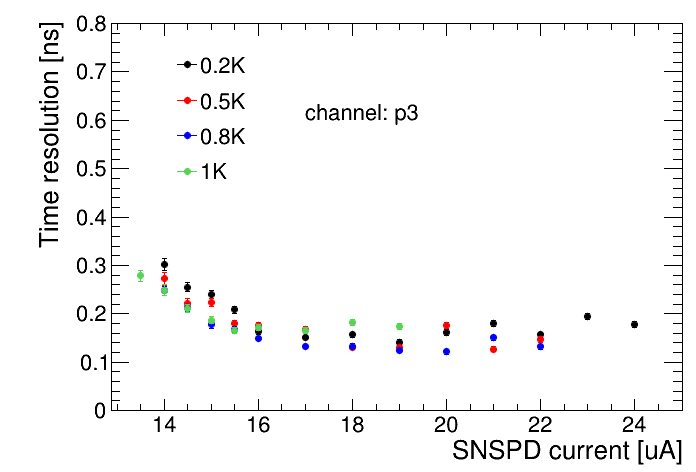 Time resolution [ns]
0.8
0.7
0.6
0.5
0.4
0.3
0.2
0.1
0
0.2K
0.5K
0.8K
1K
channel: p3
14 16 18 20 22 24
SNSPD current [uA]